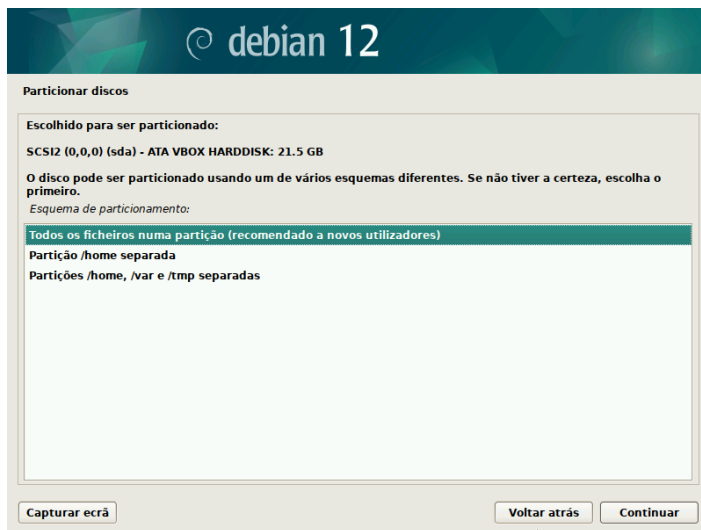 debian 12
Particionar discos
Escolhido para ser particionado:
SCSI2 (0,0,0) (sda) - ATA VBOX HARDDISK: 21.5 GB
O disco pode ser particionado usando um de vários esquemas diferentes. Se não tiver a certeza, escolha o
primeiro.
Esquema de particionamento:
Todos os ficheiros numa partição (recomendado a novos utilizadores)
Partição /home separada
Partições /home, /var e /tmp separadas
Capturar ecrã
Voltar atrás
Continuar